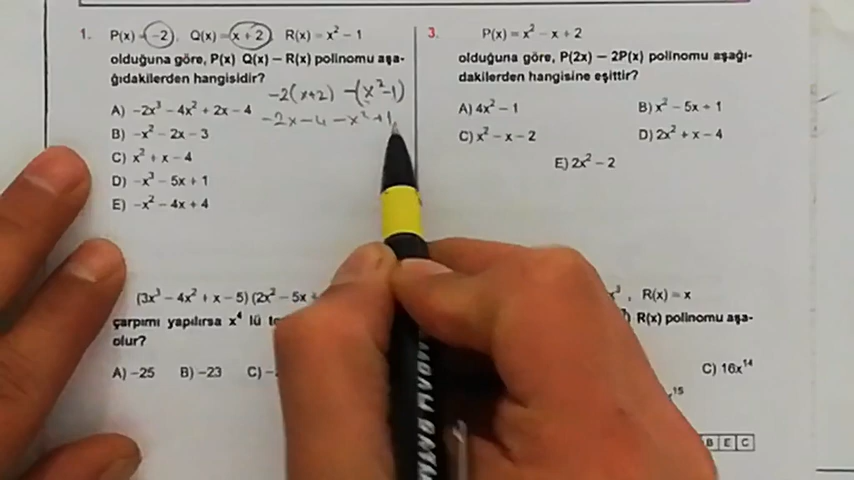 1. P(x) = -2, Q(x) = x + 2, R(x) = x² - 1
olduğuna göre, P(x) Q(x) - R(x) polinomu aşa-
ğıdakilerden hangisidir?
-2(x+2) -(x²-1)
-2x-4-x²+1
A) -2x³ - 4x² + 2x - 4
B) -x² - 2x - 3
C) x² + x - 4
D) -x³ - 5x + 1
E) -x² - 4x + 4
(3x³ - 4x² + x - 5) (2x² - 5x +
çarpımı yapılırsa x⁴ lü
olur?
A) -25 B) -23 C) -
3. P(x) = x² - x + 2
olduğuna göre, P(2x) - 2P(x) polinomu aşağı-
dakilerden hangisine eşittir?
A) 4x² - 1 B) x² - 5x + 1
C) x² - x - 2 D) 2x² + x - 4
E) 2x² - 2
, R(x) = x
R(x) polinomu aşa-
C) 16x¹⁴
B E C